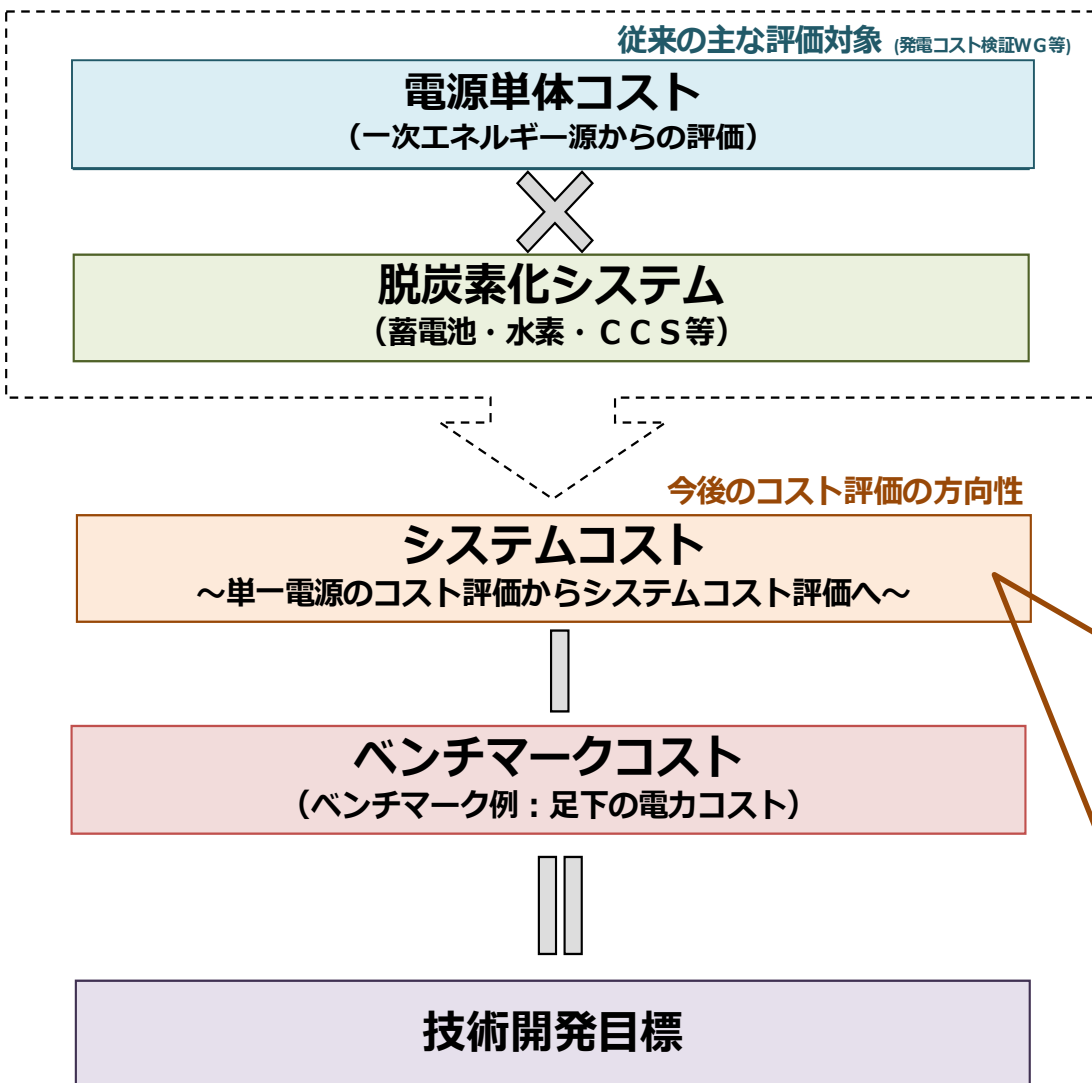 従来の主な評価対象 (発電コスト検証WG等)
電源単体コスト
（一次エネルギー源からの評価）
脱炭素化システム
（蓄電池・水素・ＣＣＳ等）
今後のコスト評価の方向性
システムコスト
～単一電源のコスト評価からシステムコスト評価へ～
ベンチマークコスト
（ベンチマーク例：足下の電力コスト）
技術開発目標